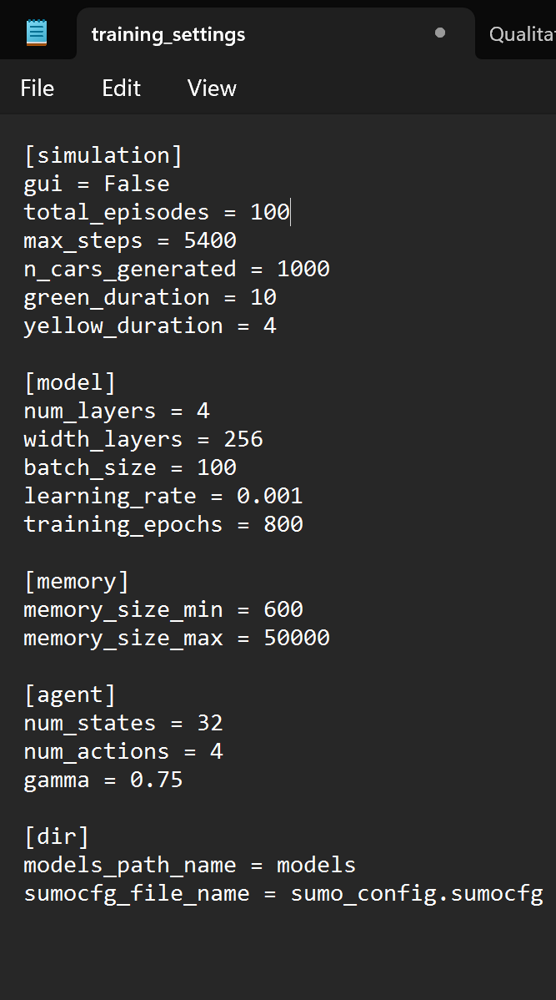 training_settings
Qualita
File Edit View
[simulation]
gui = False
total_episodes = 100
max_steps = 5400
n_cars_generated = 1000
green_duration = 10
yellow_duration = 4
[model]
num_layers = 4
width_layers = 256
batch_size = 100
learning_rate = 0.001
training_epochs = 800
[memory]
memory_size_min = 600
memory_size_max = 50000
[agent]
num_states = 32
num_actions = 4
gamma = 0.75
[dir]
models_path_name = models
sumocfg_file_name = sumo_config.sumocfg